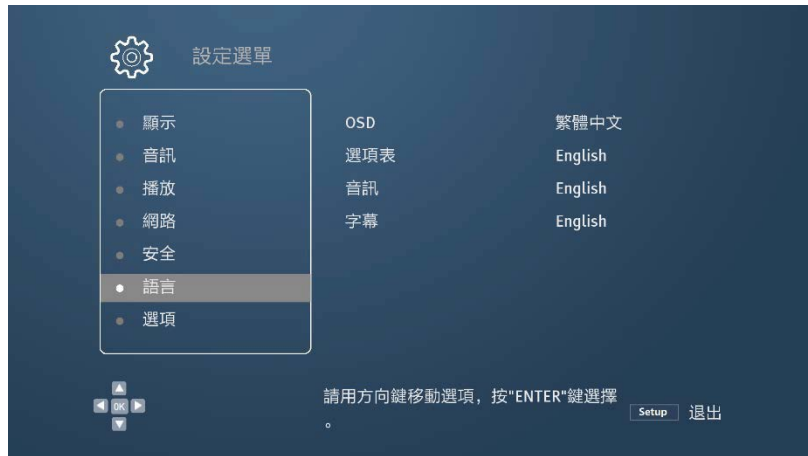 設定選單
顯示
音訊
播放
網路
安全
語言
選項
OSD 繁體中文
選項表 English
音訊 English
字幕 English
OK
請用方向鍵移動選項，按"ENTER"鍵選擇
。
Setup 退出